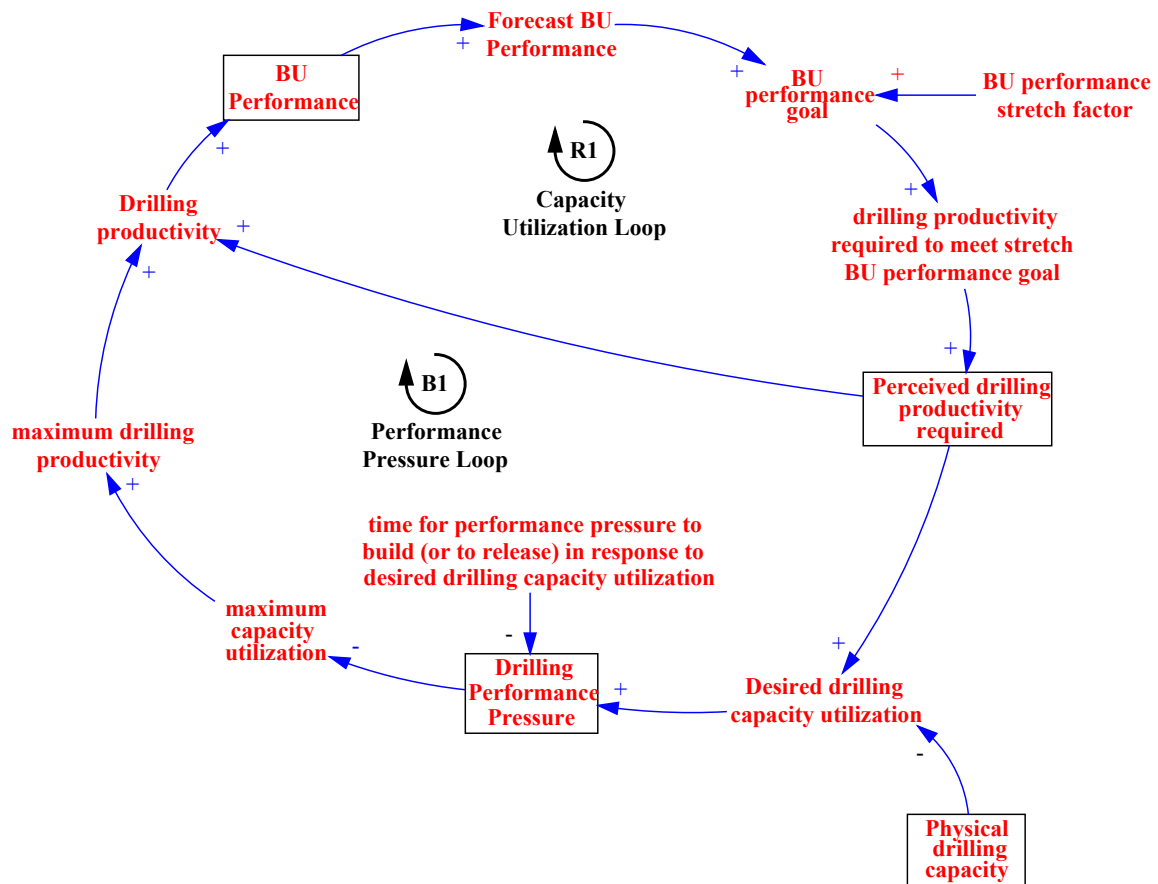 Forecast BU
Performance
+
+
BU
Performance
BU
performance
goal
+
BU performance
stretch factor
+
R1
Capacity
Utilization Loop
+
drilling productivity
required to meet stretch
BU performance goal
Drilling
productivity
+
+
+
B1
Performance
Pressure Loop
Perceived drilling
productivity
required
maximum drilling
productivity
+
time for performance pressure to
build (or to release) in response to
desired drilling capacity utilization
maximum
capacity
utilization
-
-
Drilling
Performance
Pressure
+
+
Desired drilling
capacity utilization
-
Physical
drilling
capacity